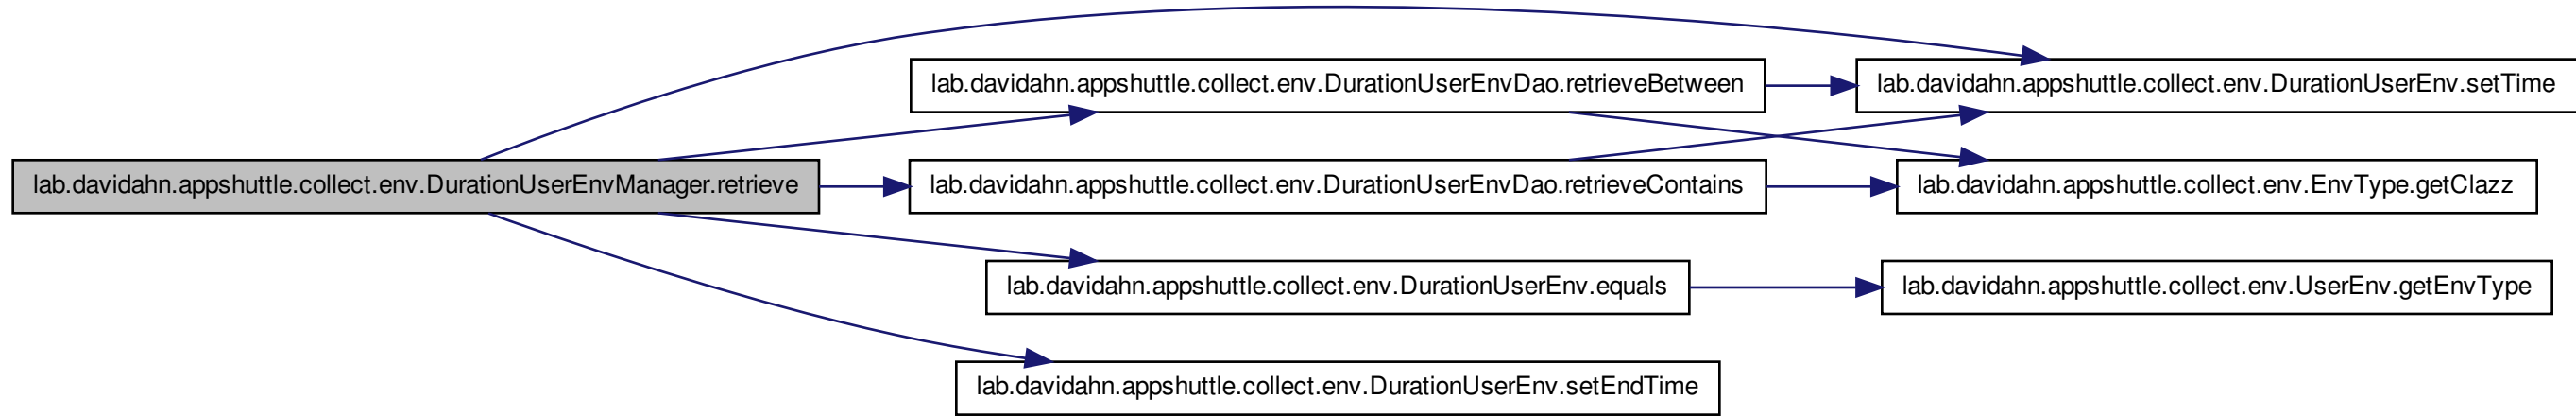 lab.davidahn.appshuttle.collect.env.DurationUserEnvManager.retrieve
lab.davidahn.appshuttle.collect.env.DurationUserEnvDao.retrieveBetween
lab.davidahn.appshuttle.collect.env.DurationUserEnv.setTime
lab.davidahn.appshuttle.collect.env.DurationUserEnvDao.retrieveContains
lab.davidahn.appshuttle.collect.env.EnvType.getClazz
lab.davidahn.appshuttle.collect.env.DurationUserEnv.equals
lab.davidahn.appshuttle.collect.env.UserEnv.getEnvType
lab.davidahn.appshuttle.collect.env.DurationUserEnv.setEndTime